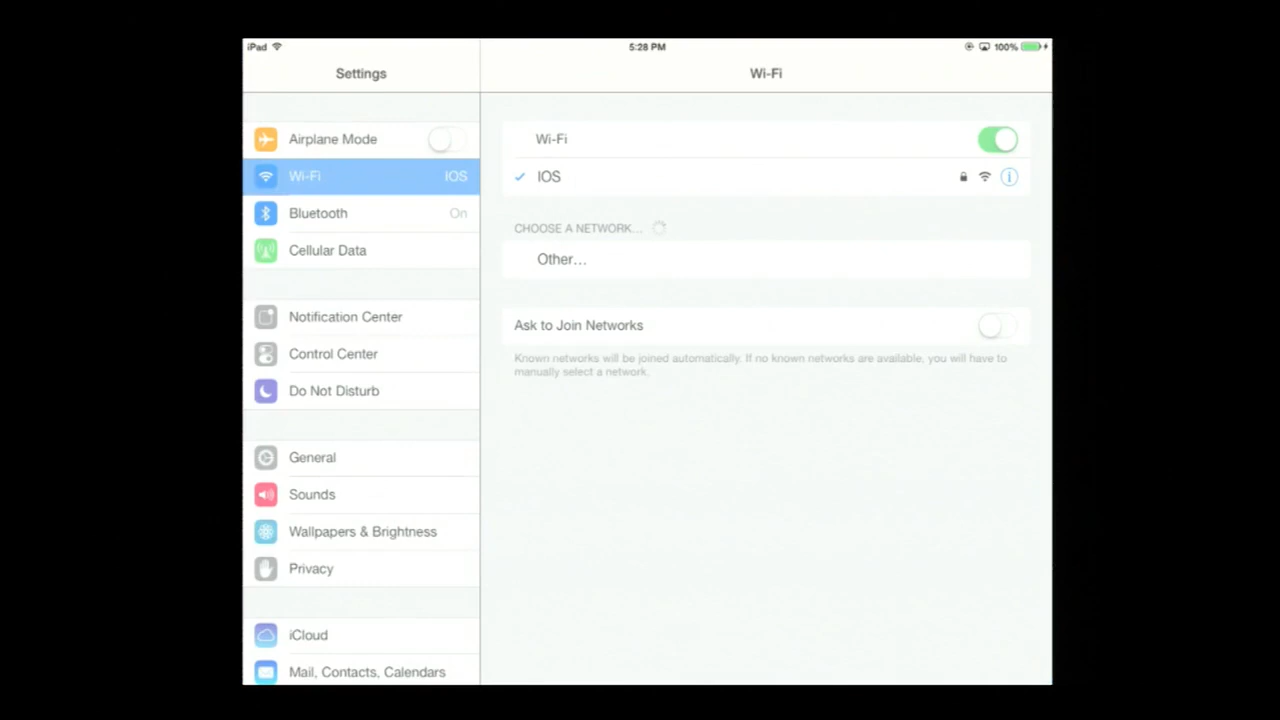 iPad 5:28 PM 100%
Settings
Wi-Fi
Airplane Mode
Wi-Fi IOS
Bluetooth On
Cellular Data
Notification Center
Control Center
Do Not Disturb
General
Sounds
Wallpapers & Brightness
Privacy
iCloud
Mail, Contacts, Calendars
Wi-Fi
IOS
CHOOSE A NETWORK...
Other...
Ask to Join Networks
Known networks will be joined automatically. If no known networks are available, you will have to
manually select a network.